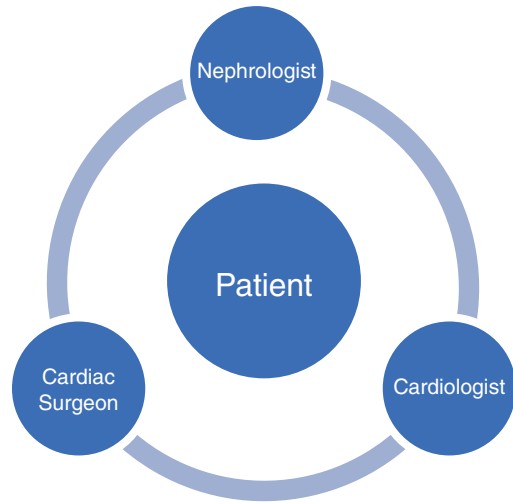 Nephrologist
Patient
Cardiac
Surgeon
Cardiologist